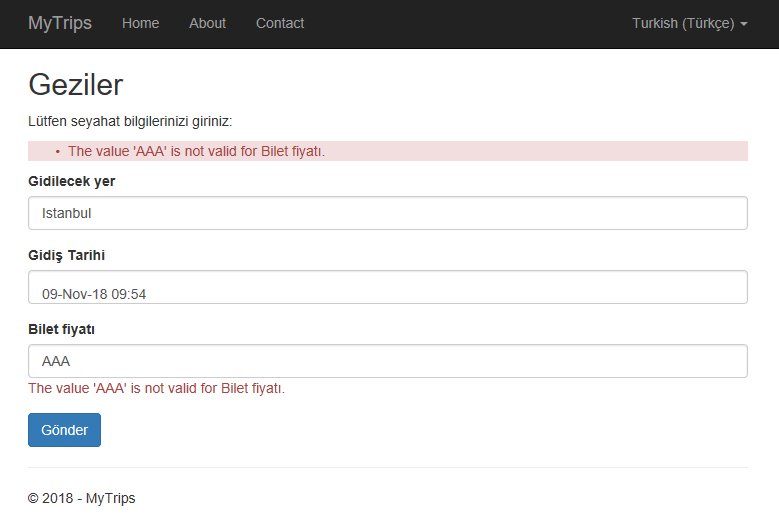 MyTrips Home About Contact Turkish (Türkçe)
Geziler
Lütfen seyahat bilgilerinizi giriniz:
• The value 'AAA' is not valid for Bilet fiyatı.
Gidilecek yer
Istanbul
Gidiş Tarihi
09-Nov-18 09:54
Bilet fiyatı
AAA
The value 'AAA' is not valid for Bilet fiyatı.
Gönder
© 2018 - MyTrips